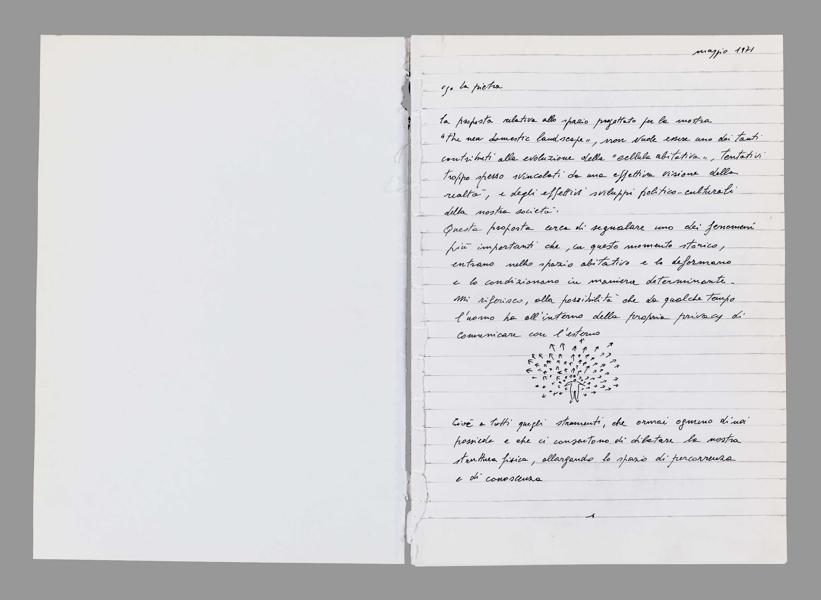 maggio 1971
ugo la pietra
la proposta relativa allo spazio progettato per la mostra
"the new domestic landscape", non vuole essere uno dei tanti
contributi alla evoluzione della "cellula abitativa", tentativi
troppo spesso svincolati da una effettiva visione della
realtà, e degli effettivi sviluppi politico-culturali
della nostra società.
Questa proposta cerca di segnalare uno dei fenomeni
più importanti che, in questo momento storico,
entrano nello spazio abitativo e lo deformano
e lo condizionano in maniera determinante.
Mi riferisco, alla possibilità che da qualche tempo
l'uomo ha all'interno della propria privacy di
comunicare con l'esterno
Cioè a tutti quegli strumenti, che ormai ognuno di noi
possiede e che ci consentono di dilatare la nostra
struttura fisica, allargando lo spazio di percorrenza
e di conoscenza
1